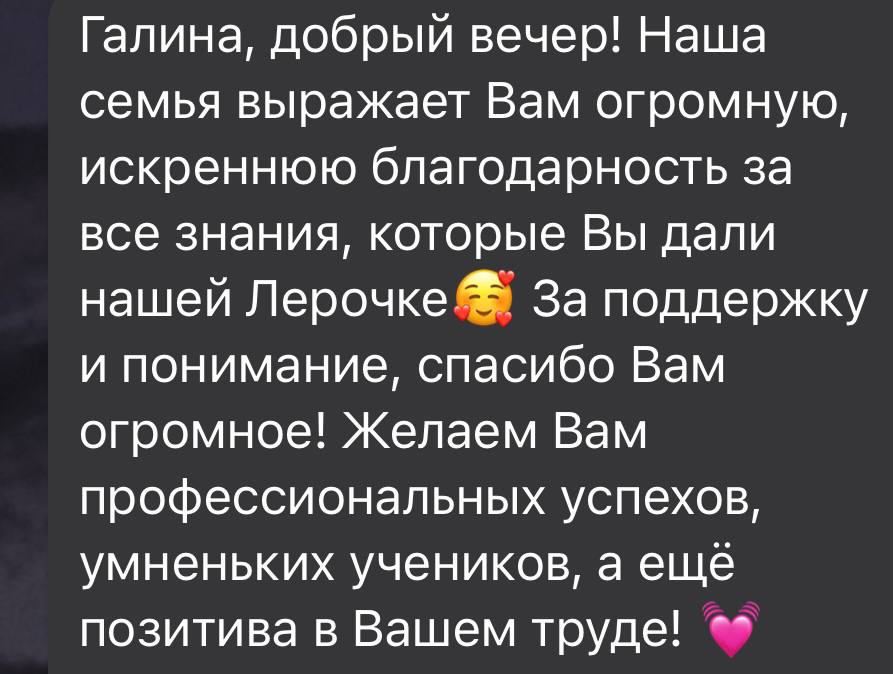 Галина, добрый вечер! Наша
семья выражает Вам огромную,
искреннюю благодарность за
все знания, которые Вы дали
нашей Лерочке🥰 За поддержку
и понимание, спасибо Вам
огромное! Желаем Вам
профессиональных успехов,
умненьких учеников, а ещё
позитива в Вашем труде! 💓